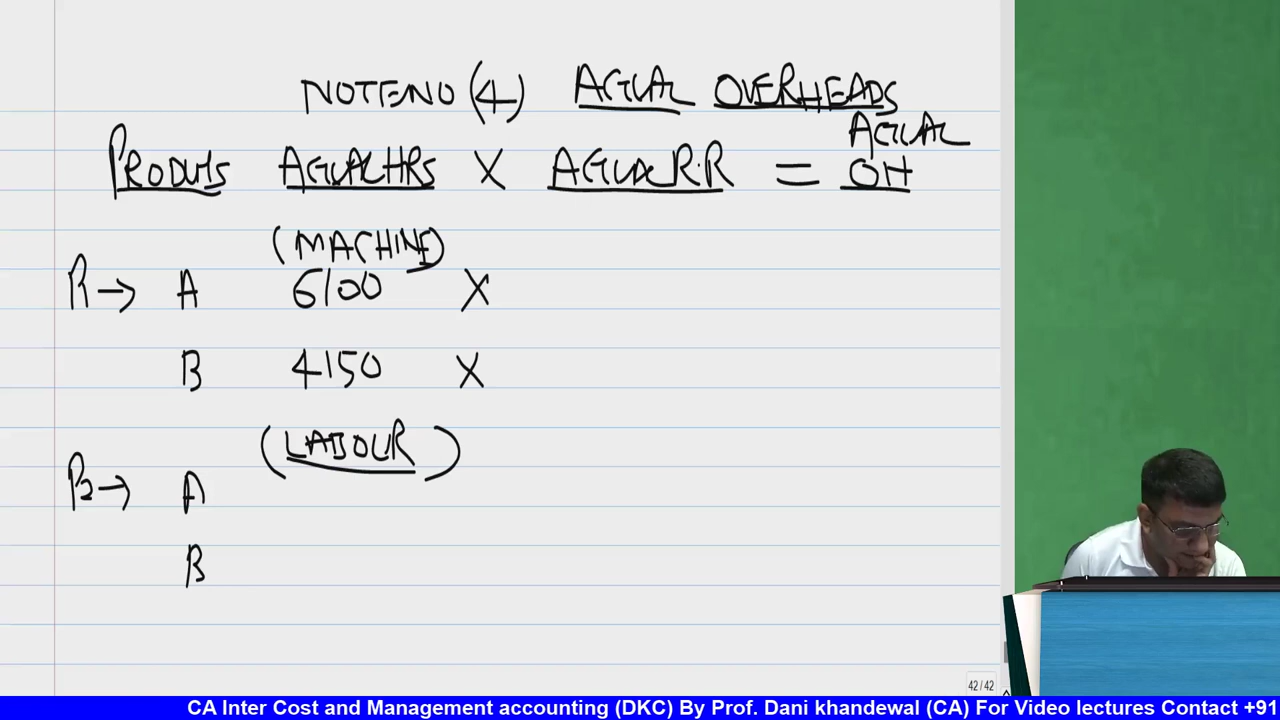 NOTE NO (4) ACTUAL OVERHEADS
PRODUCTS ACTUAL HRS X ACTUAL R.R = ACTUAL OH
(MACHINE)
P1 → A 6100 X
B 4150 X
(LABOUR)
P2 → A
B
42/42
CA Inter Cost and Management accounting (DKC) By Prof. Dani khandewal (CA) For Video lectures Contact +91